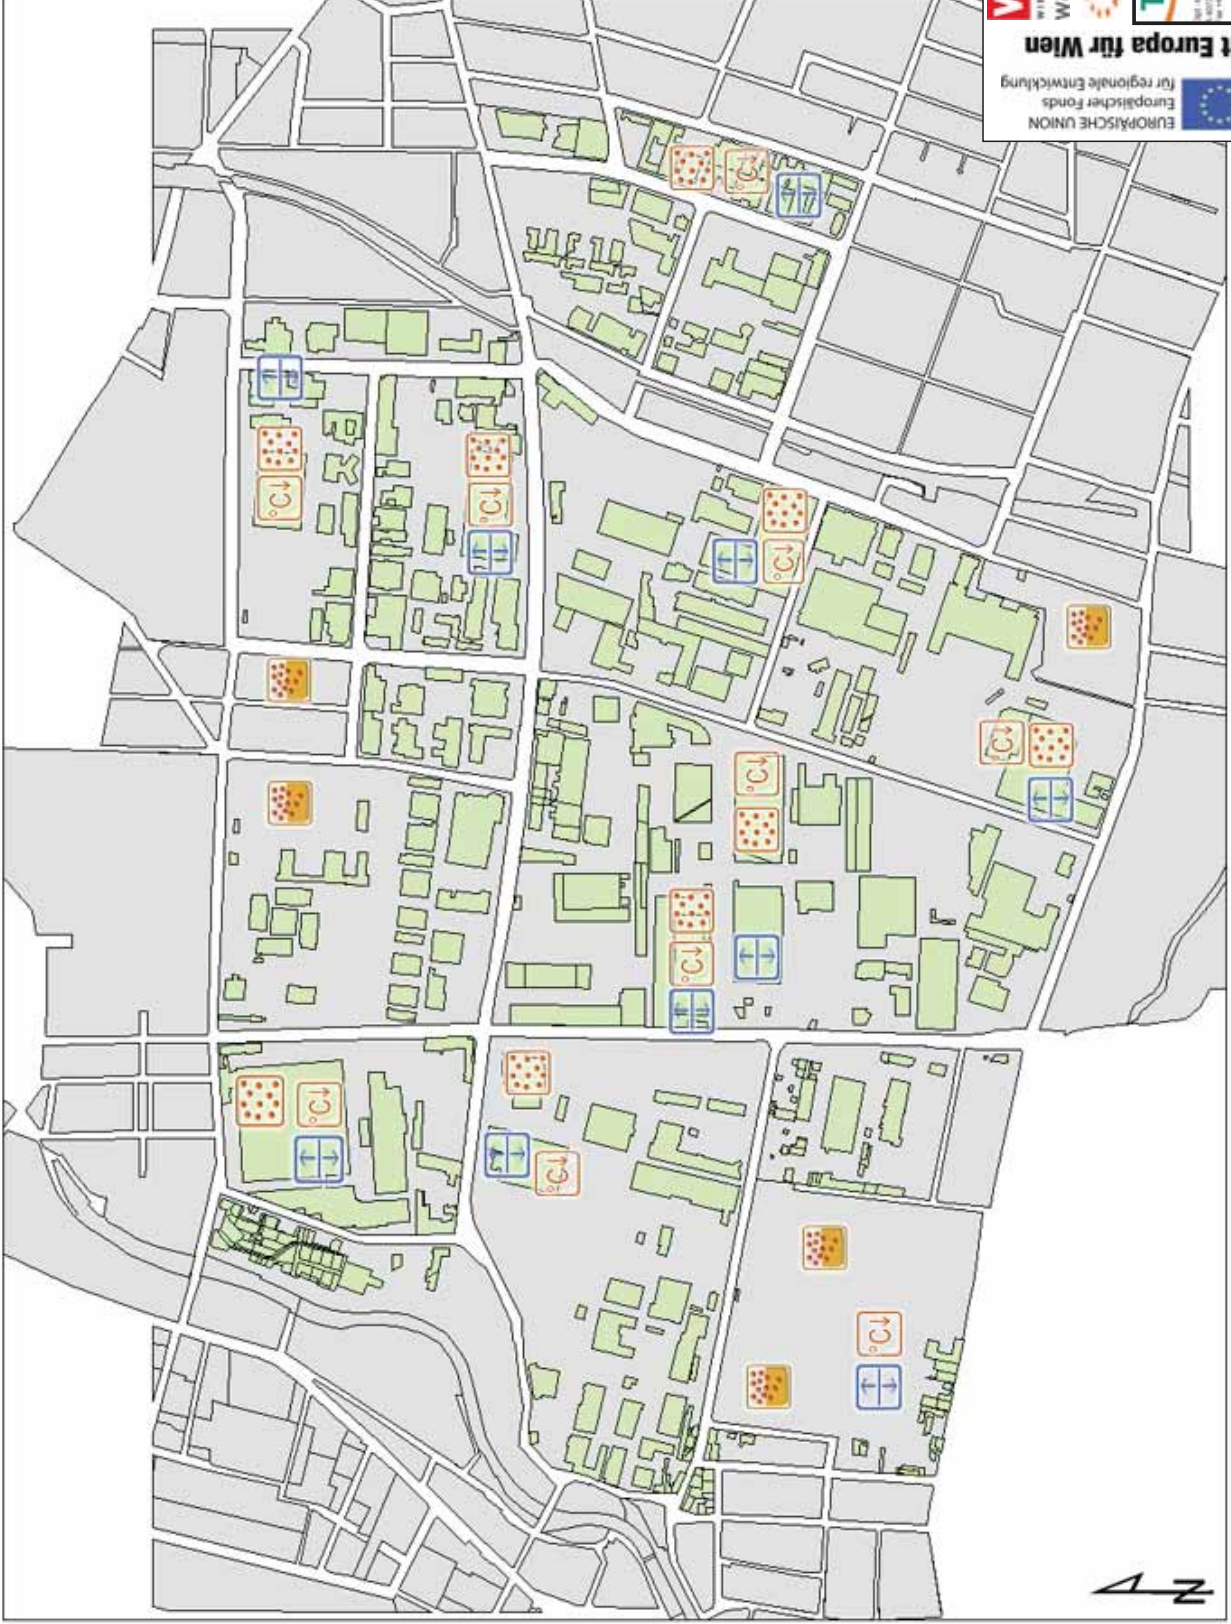 EUROPÄISCHE UNION
Europäischer Fonds
für regionale Entwicklung
t Europa für Wien
°C↓
°C↓
°C↓
°C↓
°C↓
°C↓
°C↓
°C↓
°C↓
°C↓
N